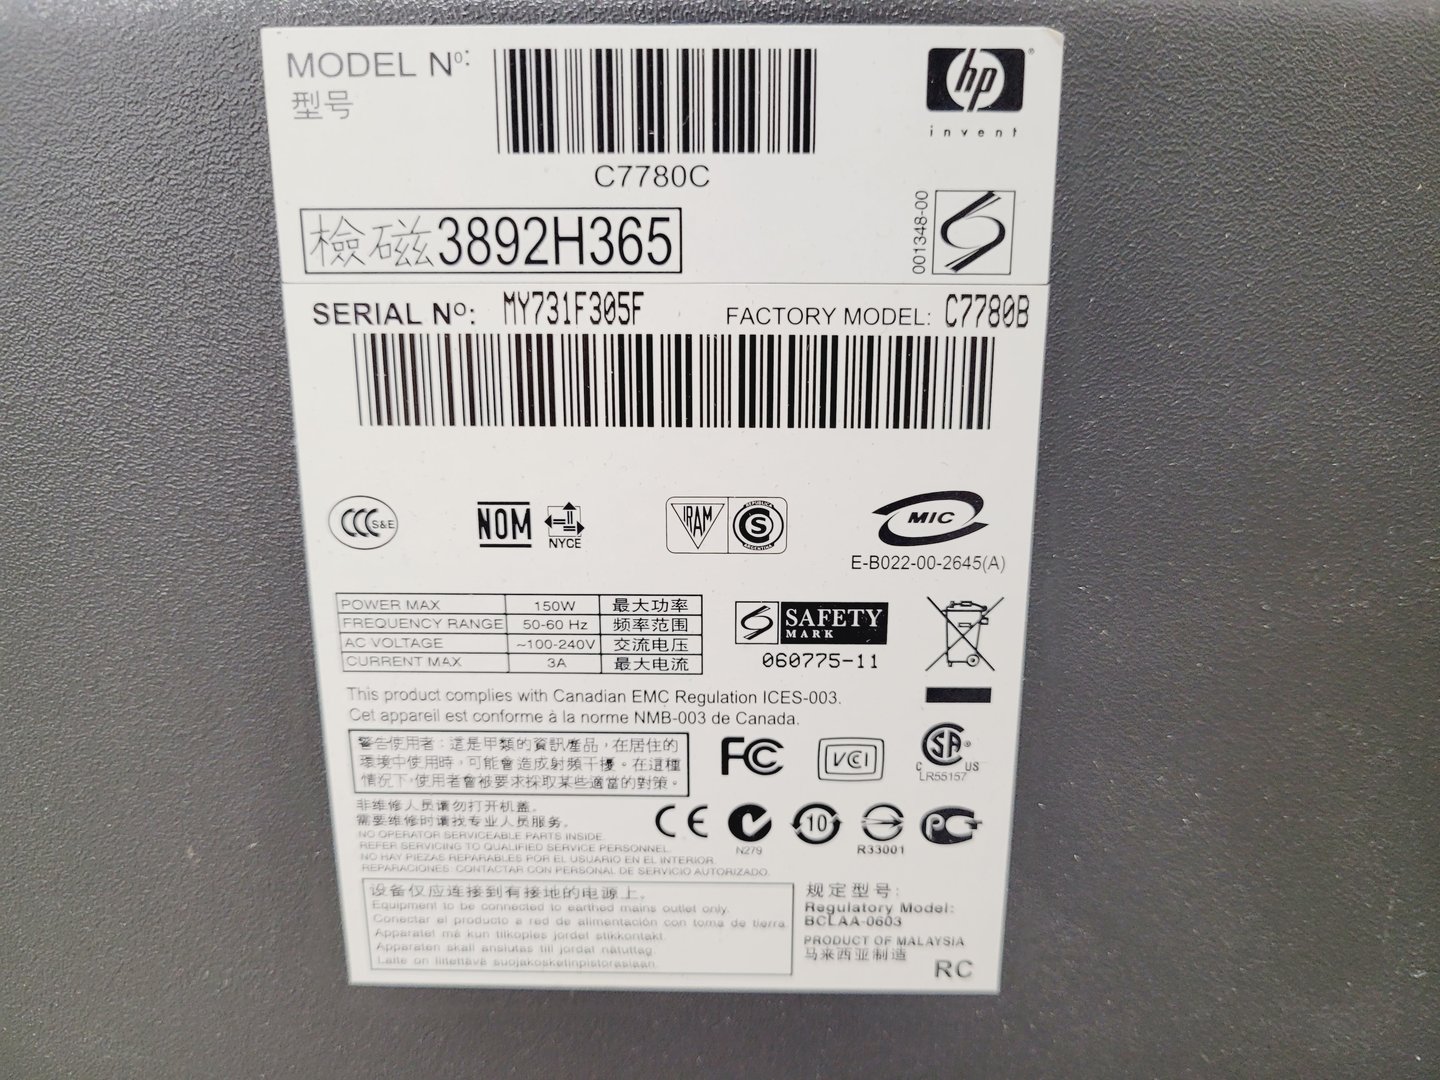 MODEL Nº:
型号
C7780C
hp®
invent
檢磁3892H365
001348-00
SERIAL Nº: MY731F305F FACTORY MODEL: C7780B
CCC S&E
NOM
NYCE
IRAM
REPUBLICA
S
ARGENTINA
MIC
E-B022-00-2645(A)
POWER MAX 150W 最大功率
FREQUENCY RANGE 50-60 Hz 频率范围
AC VOLTAGE ~100-240V 交流电压
CURRENT MAX 3A 最大电流
SAFETY
MARK
060775-11
This product complies with Canadian EMC Regulation ICES-003.
Cet appareil est conforme à la norme NMB-003 de Canada.
警告使用者：這是甲類的資訊產品，在居住的
環境中使用時，可能會造成射頻干擾。在這種
情況下，使用者會被要求採取某些適當的對策。
FC
VCCI
SA®
C US
LR55157
非维修人员请勿打开机盖。
需要维修时请找专业人员服务。
NO OPERATOR SERVICEABLE PARTS INSIDE.
REFER SERVICING TO QUALIFIED SERVICE PERSONNEL.
NO HAY PIEZAS REPARABLES POR EL USUARIO EN EL INTERIOR.
REPARACIONES: CONTACTAR CON PERSONAL DE SERVICIO AUTORIZADO.
CE
N279
10
R33001
设备仅应连接到有接地的电源上。
Equipment to be connected to earthed mains outlet only.
Conectar el producto a red de alimentación con toma de tierra.
Apparatet må kun tilkoples jordet stikkontakt.
Apparaten skall anslutas till jordat nätuttag.
Laite on liitettävä suojakosketinpistorasiaan.
规定型号:
Regulatory Model:
BCLAA-0603
PRODUCT OF MALAYSIA
马来西亚制造
RC